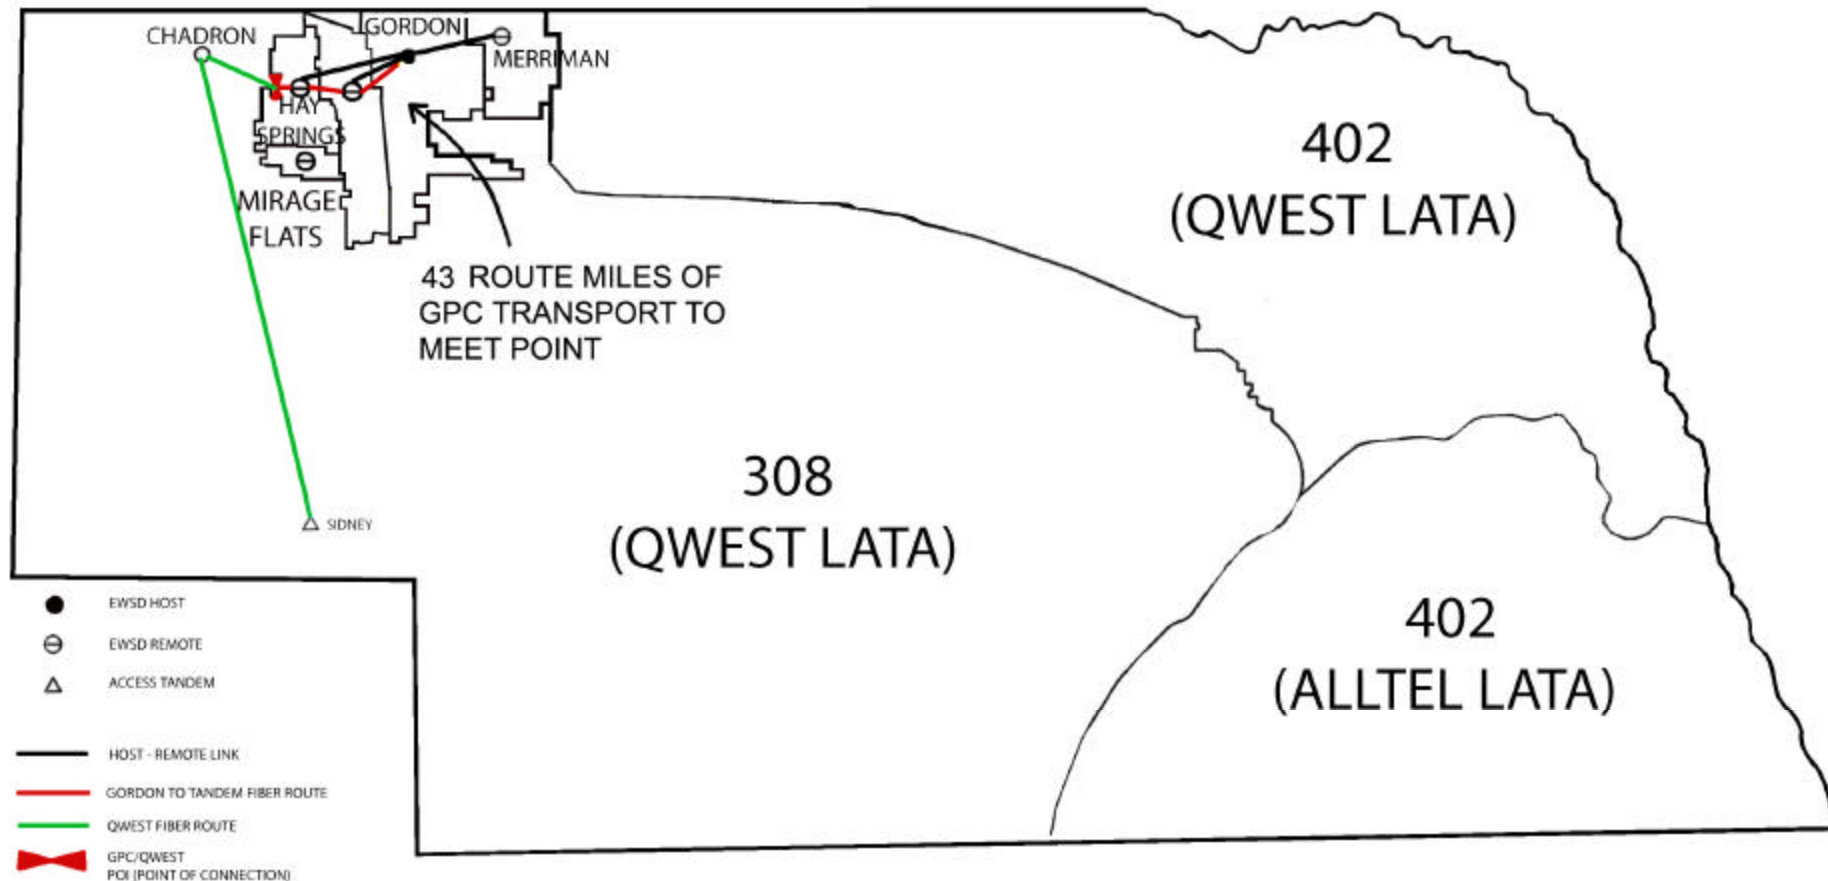 CHADRON
GORDON
MERRIMAN
HAY
SPRINGS
MIRAGE
FLATS
43 ROUTE MILES OF
GPC TRANSPORT TO
MEET POINT
402
(QWEST LATA)
308
(QWEST LATA)
SIDNEY
402
(ALLTEL LATA)
EWSD HOST
EWSD REMOTE
ACCESS TANDEM
HOST - REMOTE LINK
GORDON TO TANDEM FIBER ROUTE
QWEST FIBER ROUTE
GPC/QWEST
POI (POINT OF CONNECTION)